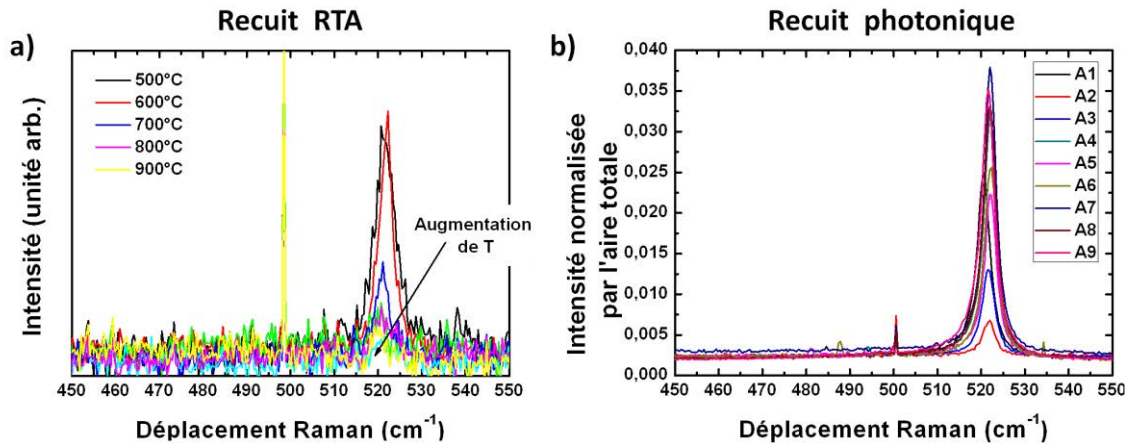 Recuit RTA
a)
500°C
600°C
700°C
800°C
900°C
Augmentation
de T
Intensité (unité arb.)
450 460 470 480 490 500 510 520 530 540 550
Déplacement Raman (cm-1)
Recuit photonique
b)
0,040
0,035
0,030
0,025
0,020
0,015
0,010
0,005
0,000
A1
A2
A3
A4
A5
A6
A7
A8
A9
Intensité normalisée
par l'aire totale
450 460 470 480 490 500 510 520 530 540 550
Déplacement Raman (cm-1)